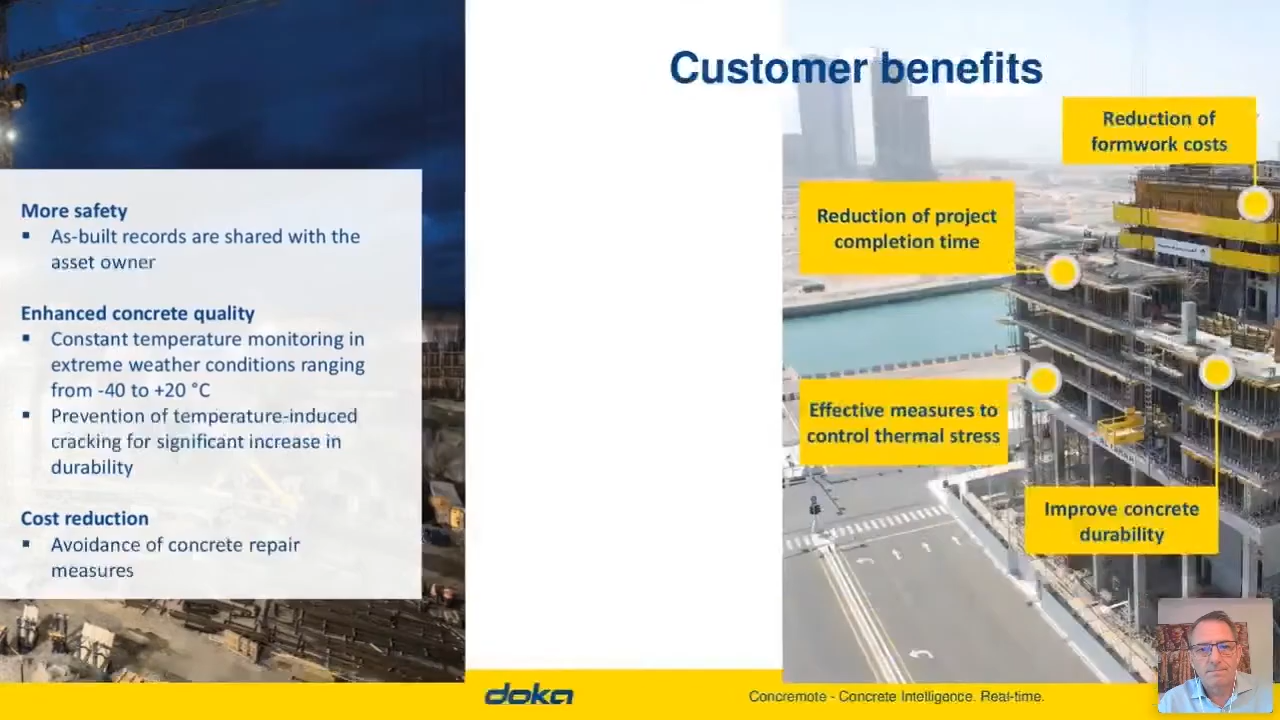 Customer benefits
More safety
▪ As-built records are shared with the
asset owner
Enhanced concrete quality
▪ Constant temperature monitoring in
extreme weather conditions ranging
from -40 to +20 °C
▪ Prevention of temperature-induced
cracking for significant increase in
durability
Cost reduction
▪ Avoidance of concrete repair
measures
Reduction of
formwork costs
Reduction of project
completion time
Effective measures to
control thermal stress
Improve concrete
durability
doka
Concremote - Concrete Intelligence. Real-time.